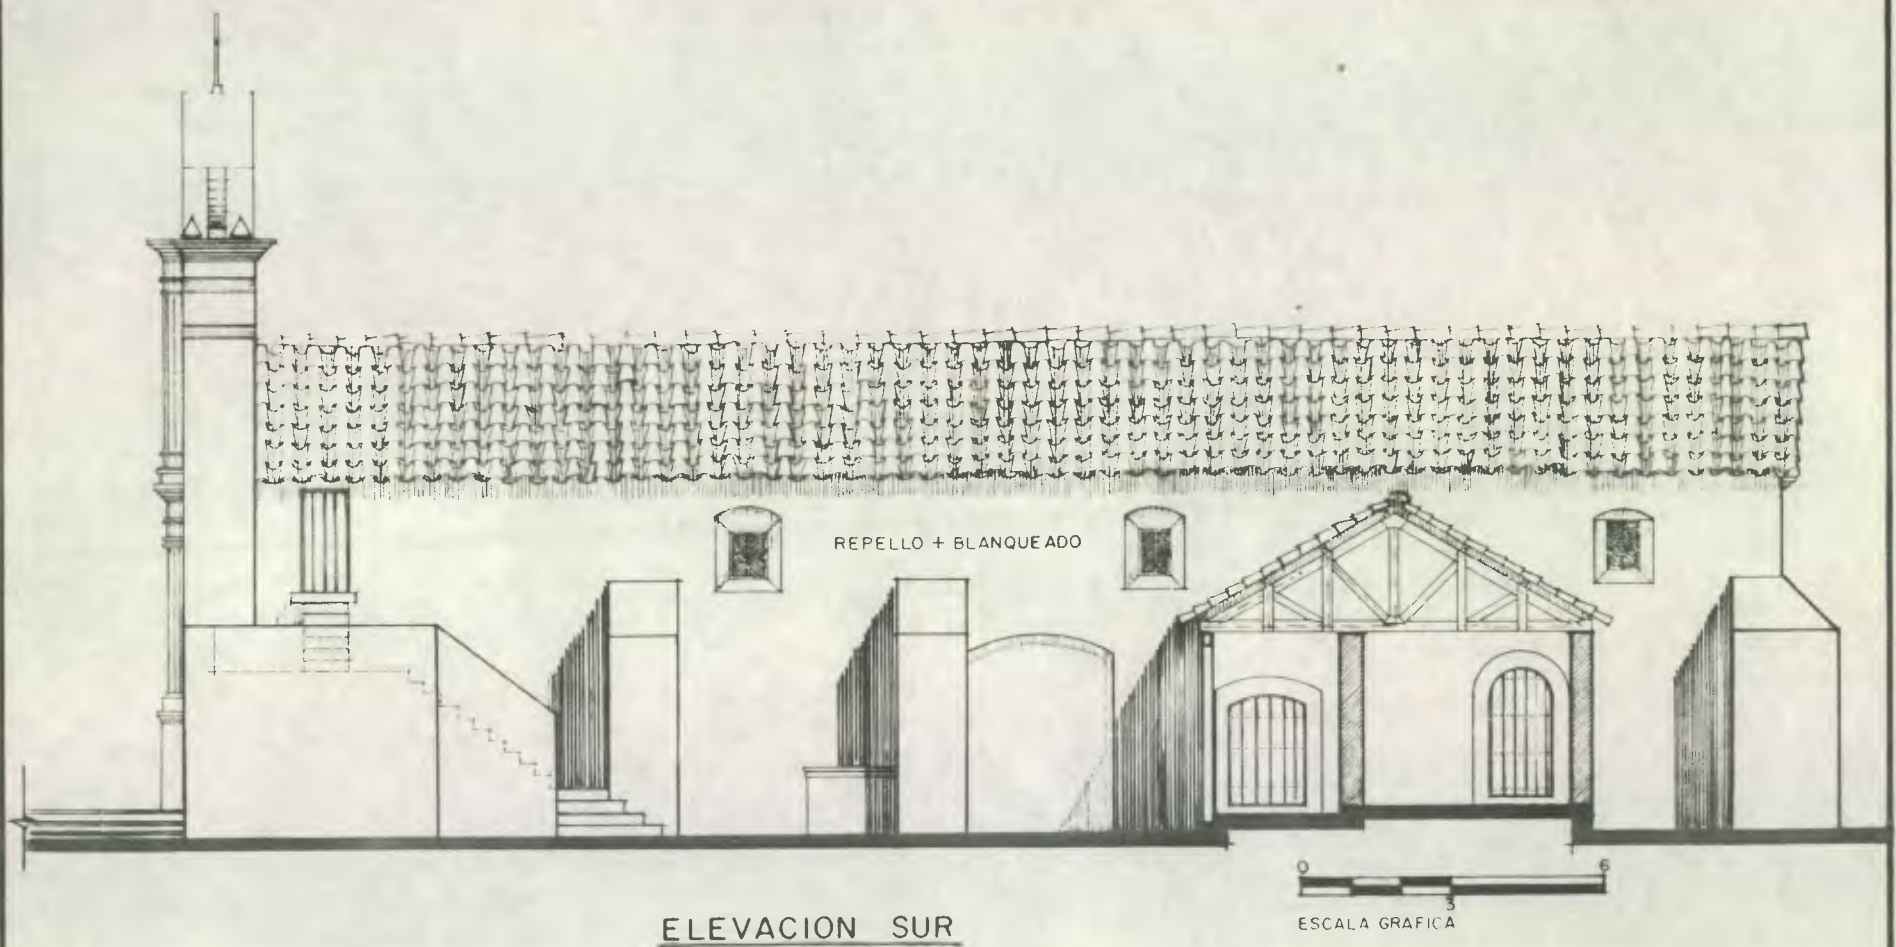 REPELLO + BLANQUEADO
0 6
3
ESCALA GRAFICA
ELEVACION SUR